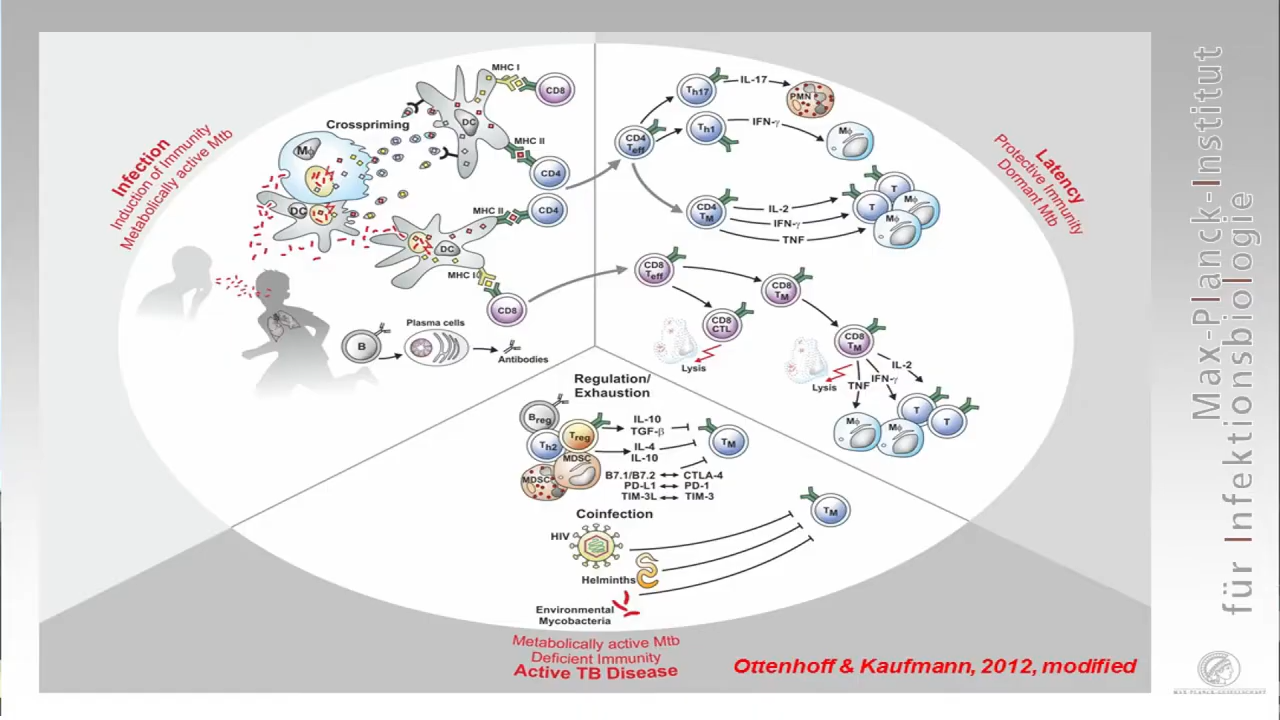 Infection
Induction of Immunity
Metabolically active Mtb
Crosspriming
Mφ
DC
DC
MHC I
CD8
MHC II
CD4
MHC II
CD4
DC
MHC I
CD8
B
Plasma cells
Antibodies
Latency
Protective Immunity
Dormant Mtb
CD4
Teff
Th17
IL-17
PMN
Th1
IFN-γ
Mφ
CD4
TM
IL-2
IFN-γ
TNF
T
T
Mφ
Mφ
CD8
Teff
CD8
TM
CD8
CTL
Lysis
CD8
TM
Lysis
TNF
IFN-γ
IL-2
T
T
Mφ
Mφ
Regulation/
Exhaustion
Breg
Treg
Th2
MDSC
MDSC
IL-10
TGF-β
IL-4
IL-10
TM
B7.1/B7.2
CTLA-4
PD-L1
PD-1
TIM-3L
TIM-3
Coinfection
HIV
Helminths
Environmental
Mycobacteria
TM
Metabolically active Mtb
Deficient Immunity
Active TB Disease
Ottenhoff & Kaufmann, 2012, modified
Max-Planck-Institut
für Infektionsbiologie
MAX-PLANCK-GESELLSCHAFT